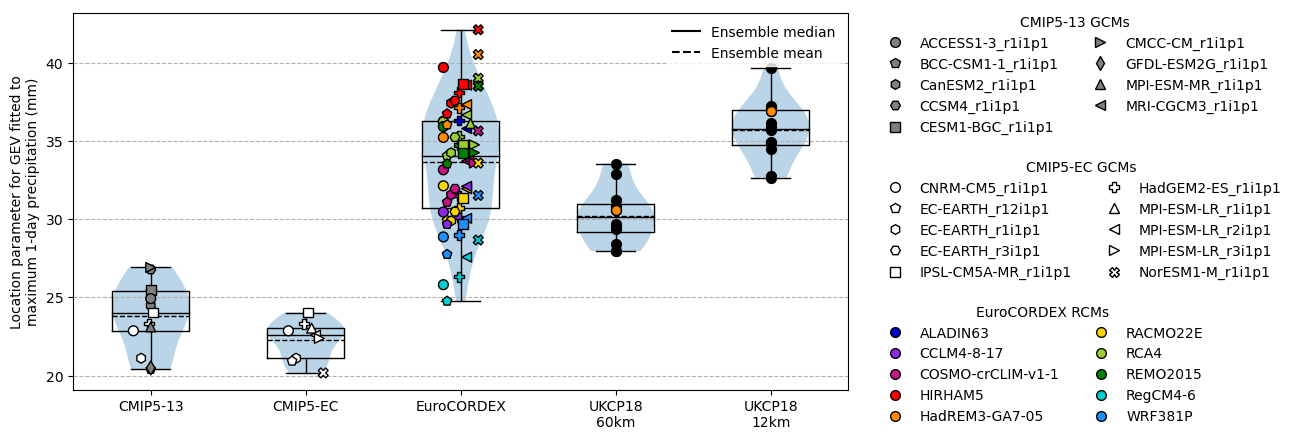 Location parameter for GEV fitted to
maximum 1-day precipitation (mm)
40
35
30
25
20
Ensemble median
Ensemble mean
CMIP5-13
CMIP5-EC
EuroCORDEX
UKCP18
60km
UKCP18
12km
CMIP5-13 GCMs
ACCESS1-3_r1i1p1
BCC-CSM1-1_r1i1p1
CanESM2_r1i1p1
CCSM4_r1i1p1
CESM1-BGC_r1i1p1
CMCC-CM_r1i1p1
GFDL-ESM2G_r1i1p1
MPI-ESM-MR_r1i1p1
MRI-CGCM3_r1i1p1
CMIP5-EC GCMs
CNRM-CM5_r1i1p1
EC-EARTH_r12i1p1
EC-EARTH_r1i1p1
EC-EARTH_r3i1p1
IPSL-CM5A-MR_r1i1p1
HadGEM2-ES_r1i1p1
MPI-ESM-LR_r1i1p1
MPI-ESM-LR_r2i1p1
MPI-ESM-LR_r3i1p1
NorESM1-M_r1i1p1
EuroCORDEX RCMs
ALADIN63
CCLM4-8-17
COSMO-crCLIM-v1-1
HIRHAM5
HadREM3-GA7-05
RACMO22E
RCA4
REMO2015
RegCM4-6
WRF381P